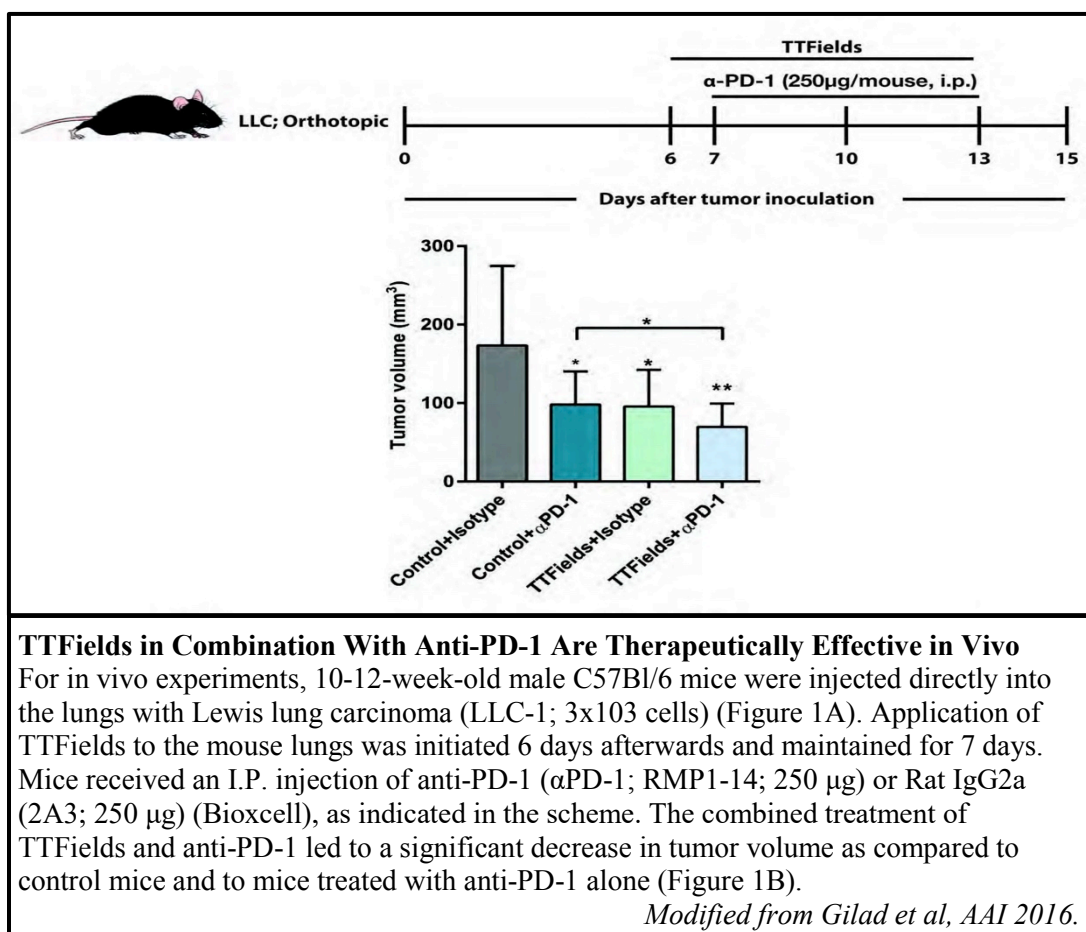 TTFields
α-PD-1 (250µg/mouse, i.p.)
LLC; Orthotopic
0 6 7 10 13 15
Days after tumor inoculation
300
200
100
0
Tumor volume (mm³)
*
* * **
Control+Isotype
Control+αPD-1
TTFields+Isotype
TTFields+αPD-1
TTFields in Combination With Anti-PD-1 Are Therapeutically Effective in Vivo
For in vivo experiments, 10-12-week-old male C57Bl/6 mice were injected directly into
the lungs with Lewis lung carcinoma (LLC-1; 3x103 cells) (Figure 1A). Application of
TTFields to the mouse lungs was initiated 6 days afterwards and maintained for 7 days.
Mice received an I.P. injection of anti-PD-1 (αPD-1; RMP1-14; 250 µg) or Rat IgG2a
(2A3; 250 µg) (Bioxcell), as indicated in the scheme. The combined treatment of
TTFields and anti-PD-1 led to a significant decrease in tumor volume as compared to
control mice and to mice treated with anti-PD-1 alone (Figure 1B).
Modified from Gilad et al, AAI 2016.